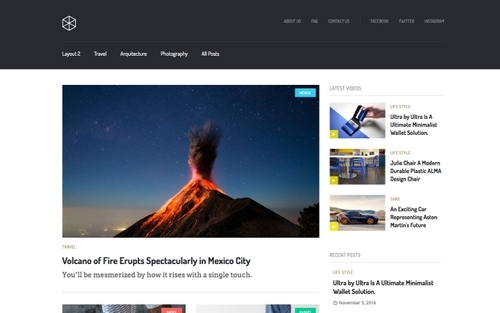 ABOUT US
FAQ
CONTACT US
FACEBOOK
TWITTER
INSTAGRAM
Layout 2
Travel
Arquitecture
Photography
All Posts
TRAVEL
Volcano of Fire Erupts Spectacularly in Mexico City
You'll be mesmerized by how it rises with a single touch.
LATEST VIDEOS
LIFE STYLE
Ultra by Ultra Is A
Ultimate Minimalist
Wallet Solution.
LIFE STYLE
Julie Chair A Modern
Durable Plastic ALMA
Design Chair
CARS
An Exciting Car
Representing Aston
Martin's Future
RECENT POSTS
LIFE STYLE
Ultra by Ultra Is A Ultimate Minimalist
Wallet Solution.
November 5, 2016